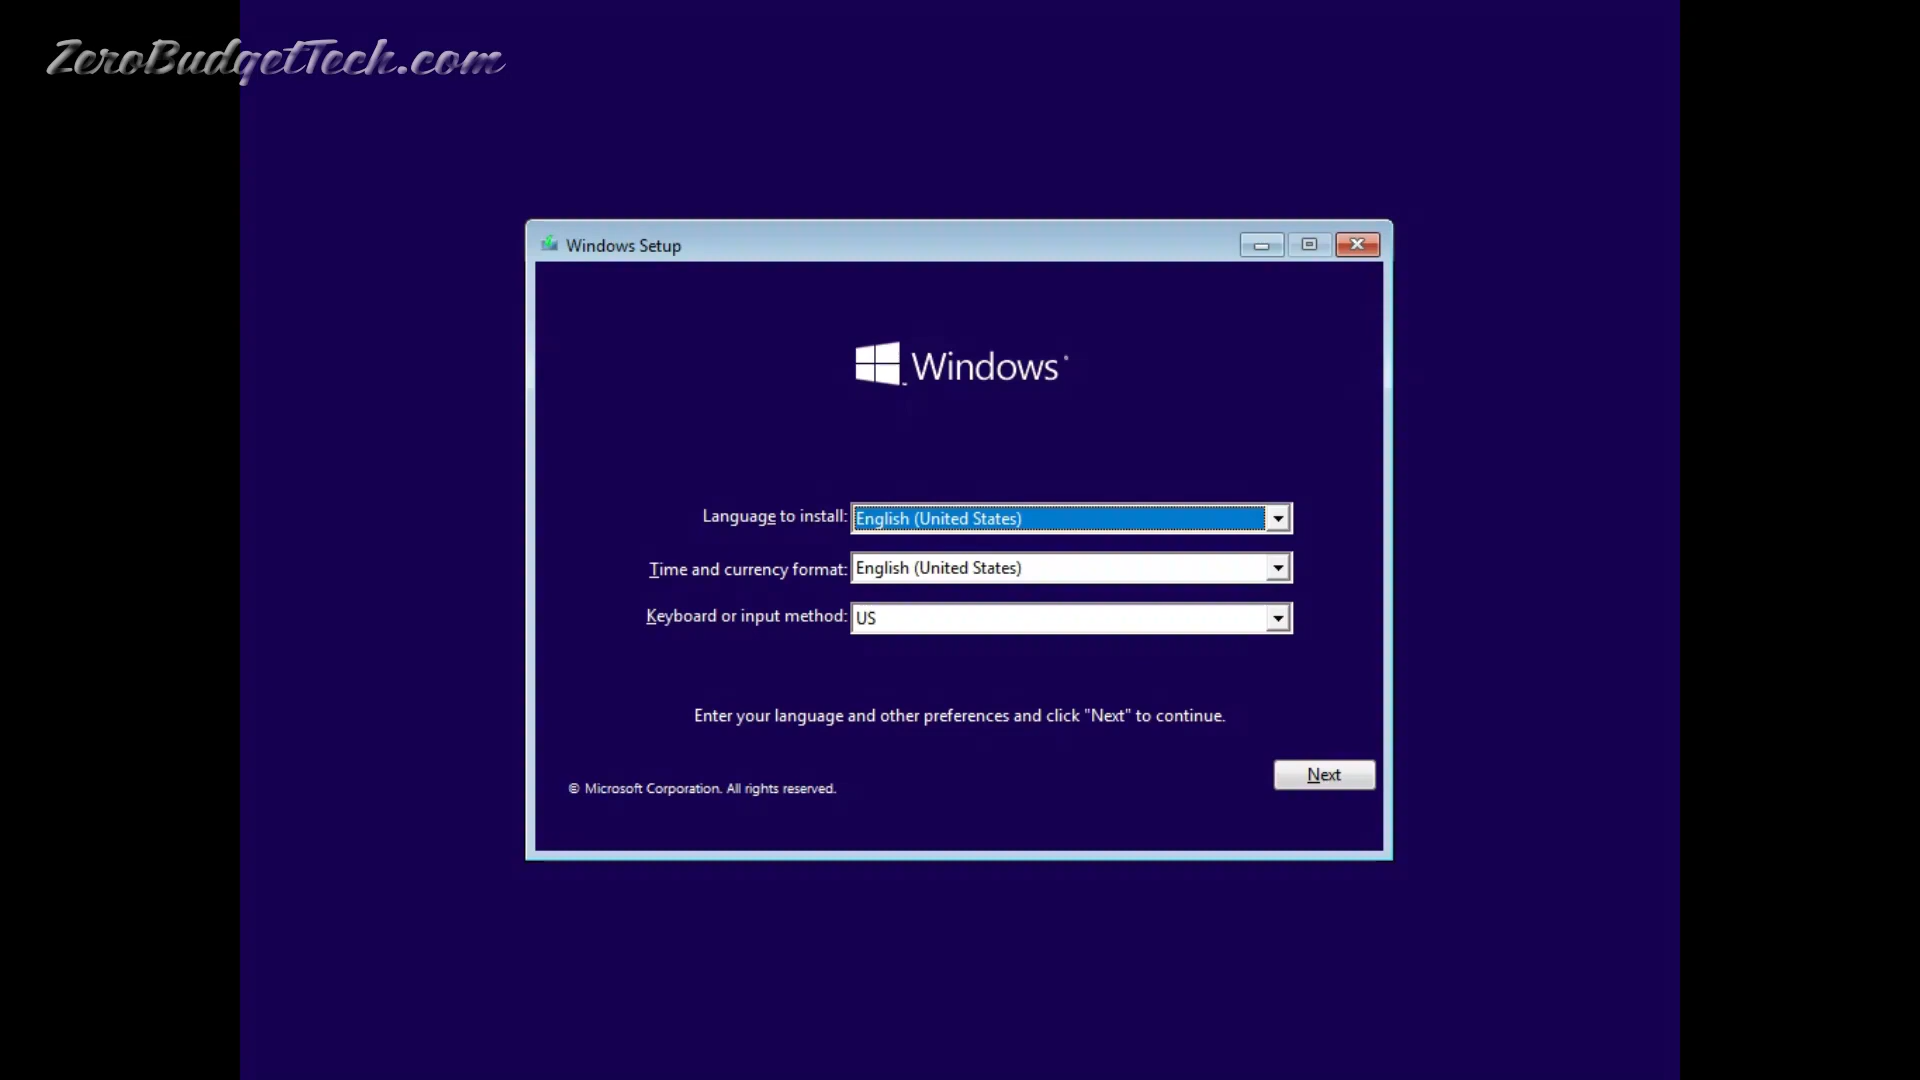 ZeroBudgetTech.com
Windows Setup
Windows
Language to install: English (United States)
Time and currency format: English (United States)
Keyboard or input method: US
Enter your language and other preferences and click "Next" to continue.
Next
© Microsoft Corporation. All rights reserved.